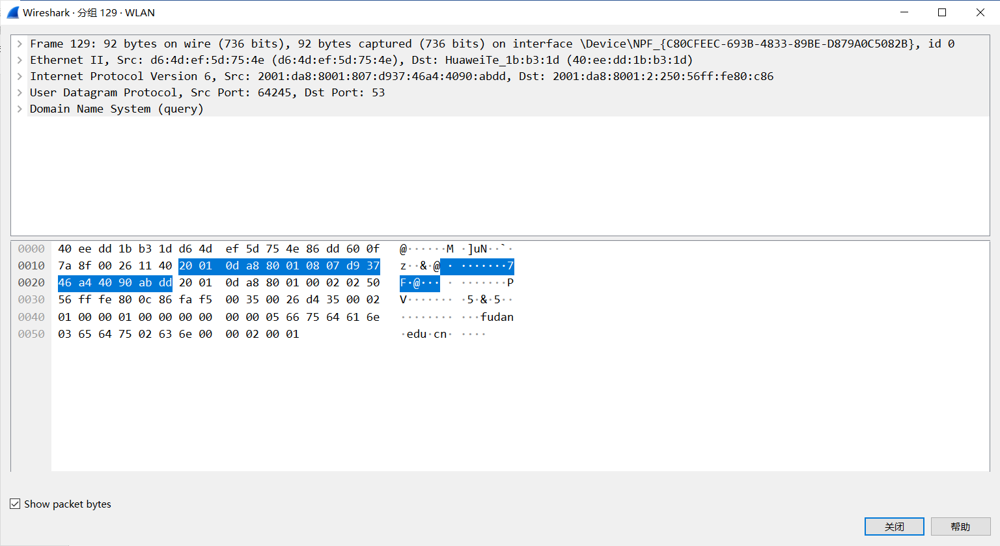 Wireshark · 分组 129 · WLAN
Frame 129: 92 bytes on wire (736 bits), 92 bytes captured (736 bits) on interface \Device\NPF_{C80CFEEC-693B-4833-89BE-D879A0C5082B}, id 0
Ethernet II, Src: d6:4d:ef:5d:75:4e (d6:4d:ef:5d:75:4e), Dst: HuaweiTe_1b:b3:1d (40:ee:dd:1b:b3:1d)
Internet Protocol Version 6, Src: 2001:da8:8001:807:d937:46a4:4090:abdd, Dst: 2001:da8:8001:2:250:56ff:fe80:c86
User Datagram Protocol, Src Port: 64245, Dst Port: 53
Domain Name System (query)
0000 40 ee dd 1b b3 1d d6 4d ef 5d 75 4e 86 dd 60 0f @······M ·]uN··`·
0010 7a 8f 00 26 11 40 20 01 0d a8 80 01 08 07 d9 37 z··&·@ · ·······7
0020 46 a4 40 90 ab dd 20 01 0d a8 80 01 00 02 02 50 F·@··· · ·······P
0030 56 ff fe 80 0c 86 fa f5 00 35 00 26 d4 35 00 02 V······· ·5·&·5··
0040 01 00 00 01 00 00 00 00 00 00 05 66 75 64 61 6e ········ ···fudan
0050 03 65 64 75 02 63 6e 00 00 02 00 01 ·edu·cn· ····
Show packet bytes
关闭
帮助